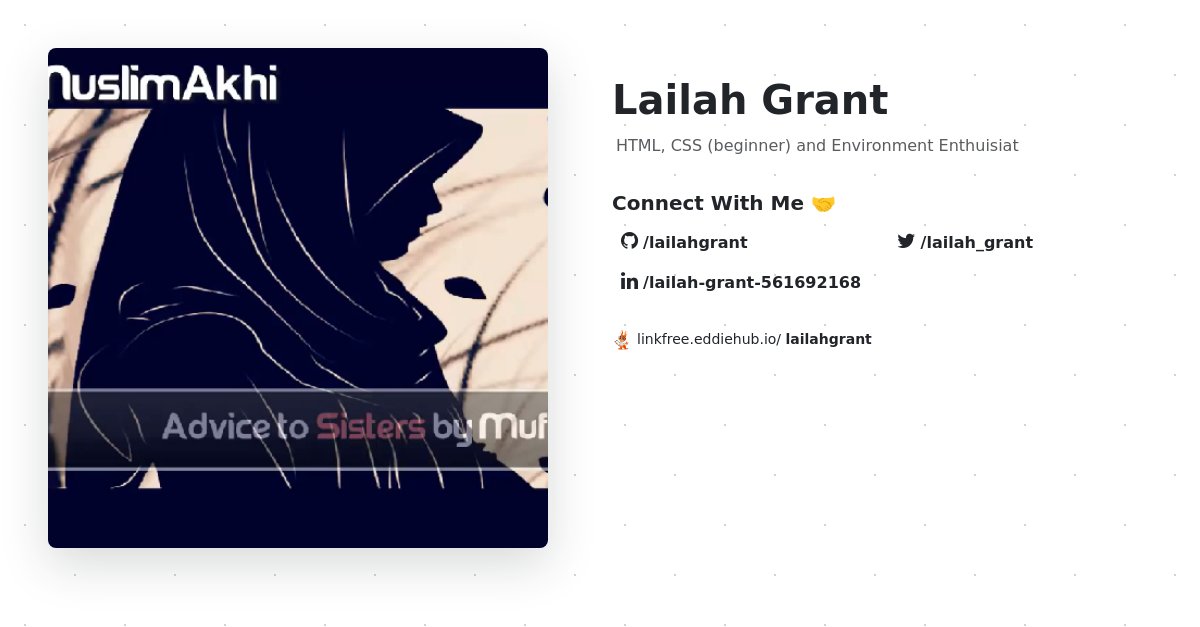 MuslimAkhi
Advice to Sisters by Muf
Lailah Grant
HTML, CSS (beginner) and Environment Enthuisiat
Connect With Me 🤝
/lailahgrant
/lailah_grant
/lailah-grant-561692168
linkfree.eddiehub.io/ lailahgrant